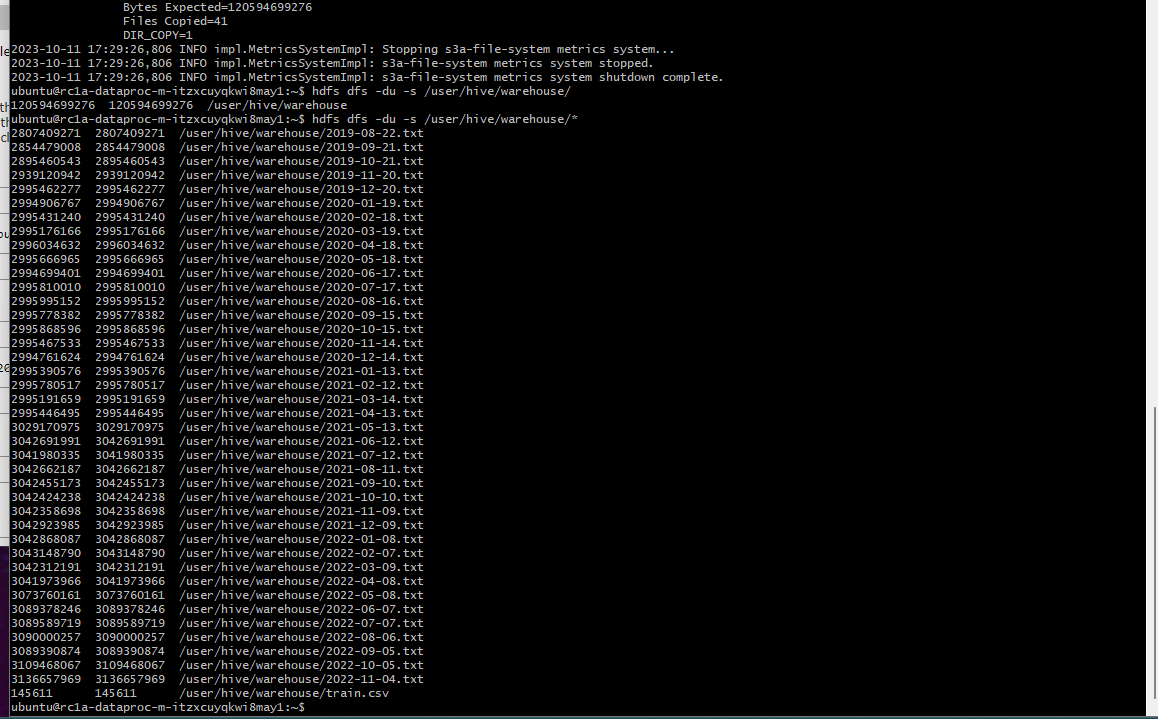 Bytes Expected=120594699276
Files Copied=41
DIR_COPY=1
2023-10-11 17:29:26,806 INFO impl.MetricsSystemImpl: Stopping s3a-file-system metrics system...
2023-10-11 17:29:26,806 INFO impl.MetricsSystemImpl: s3a-file-system metrics system stopped.
2023-10-11 17:29:26,806 INFO impl.MetricsSystemImpl: s3a-file-system metrics system shutdown complete.
ubuntu@rc1a-dataproc-m-itzxcuyqkwi8may1:~$ hdfs dfs -du -s /user/hive/warehouse/
120594699276  120594699276  /user/hive/warehouse
ubuntu@rc1a-dataproc-m-itzxcuyqkwi8may1:~$ hdfs dfs -du -s /user/hive/warehouse/*
2807409271  2807409271  /user/hive/warehouse/2019-08-22.txt
2854479008  2854479008  /user/hive/warehouse/2019-09-21.txt
2895460543  2895460543  /user/hive/warehouse/2019-10-21.txt
2939120942  2939120942  /user/hive/warehouse/2019-11-20.txt
2995462277  2995462277  /user/hive/warehouse/2019-12-20.txt
2994906767  2994906767  /user/hive/warehouse/2020-01-19.txt
2995431240  2995431240  /user/hive/warehouse/2020-02-18.txt
2995176166  2995176166  /user/hive/warehouse/2020-03-19.txt
2996034632  2996034632  /user/hive/warehouse/2020-04-18.txt
2995666965  2995666965  /user/hive/warehouse/2020-05-18.txt
2994699401  2994699401  /user/hive/warehouse/2020-06-17.txt
2995810010  2995810010  /user/hive/warehouse/2020-07-17.txt
2995995152  2995995152  /user/hive/warehouse/2020-08-16.txt
2995778382  2995778382  /user/hive/warehouse/2020-09-15.txt
2995868596  2995868596  /user/hive/warehouse/2020-10-15.txt
2995467533  2995467533  /user/hive/warehouse/2020-11-14.txt
2994761624  2994761624  /user/hive/warehouse/2020-12-14.txt
2995390576  2995390576  /user/hive/warehouse/2021-01-13.txt
2995780517  2995780517  /user/hive/warehouse/2021-02-12.txt
2995191659  2995191659  /user/hive/warehouse/2021-03-14.txt
2995446495  2995446495  /user/hive/warehouse/2021-04-13.txt
3029170975  3029170975  /user/hive/warehouse/2021-05-13.txt
3042691991  3042691991  /user/hive/warehouse/2021-06-12.txt
3041980335  3041980335  /user/hive/warehouse/2021-07-12.txt
3042662187  3042662187  /user/hive/warehouse/2021-08-11.txt
3042455173  3042455173  /user/hive/warehouse/2021-09-10.txt
3042424238  3042424238  /user/hive/warehouse/2021-10-10.txt
3042358698  3042358698  /user/hive/warehouse/2021-11-09.txt
3042923985  3042923985  /user/hive/warehouse/2021-12-09.txt
3042868087  3042868087  /user/hive/warehouse/2022-01-08.txt
3043148790  3043148790  /user/hive/warehouse/2022-02-07.txt
3042312191  3042312191  /user/hive/warehouse/2022-03-09.txt
3041973966  3041973966  /user/hive/warehouse/2022-04-08.txt
3073760161  3073760161  /user/hive/warehouse/2022-05-08.txt
3089378246  3089378246  /user/hive/warehouse/2022-06-07.txt
3089589719  3089589719  /user/hive/warehouse/2022-07-07.txt
3090000257  3090000257  /user/hive/warehouse/2022-08-06.txt
3089390874  3089390874  /user/hive/warehouse/2022-09-05.txt
3109468067  3109468067  /user/hive/warehouse/2022-10-05.txt
3136657969  3136657969  /user/hive/warehouse/2022-11-04.txt
145611      145611      /user/hive/warehouse/train.csv
ubuntu@rc1a-dataproc-m-itzxcuyqkwi8may1:~$